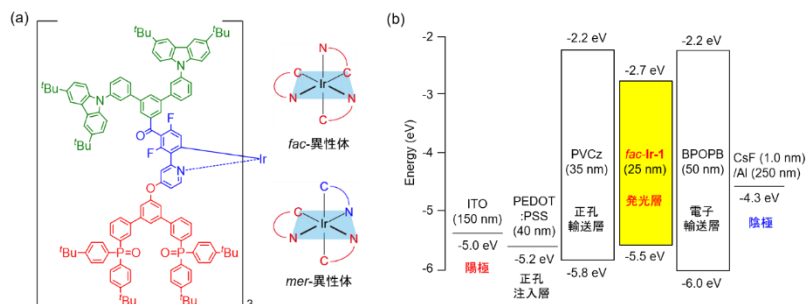 (a)
ᵗBu
ᵗBu
N
ᵗBu
N
ᵗBu
O
F
F
Ir
N
O
P=O
O=P
ᵗBu
ᵗBu
ᵗBu
ᵗBu
N
C
C
Ir
N
N
C
fac-異性体
C
C
N
Ir
N
N
C
mer-異性体
(b)
Energy (eV)
-2
-3
-4
-5
-6
ITO
(150 nm)
-5.0 eV
陽極
PEDOT
:PSS
(40 nm)
-5.2 eV
正孔
注入層
-2.2 eV
PVCz
(35 nm)
正孔
輸送層
-5.8 eV
-2.7 eV
fac-Ir-1
(25 nm)
発光層
-5.5 eV
-2.2 eV
BPOPB
(50 nm)
電子
輸送層
-6.0 eV
CsF (1.0 nm)
/Al (250 nm)
-4.3 eV
陰極